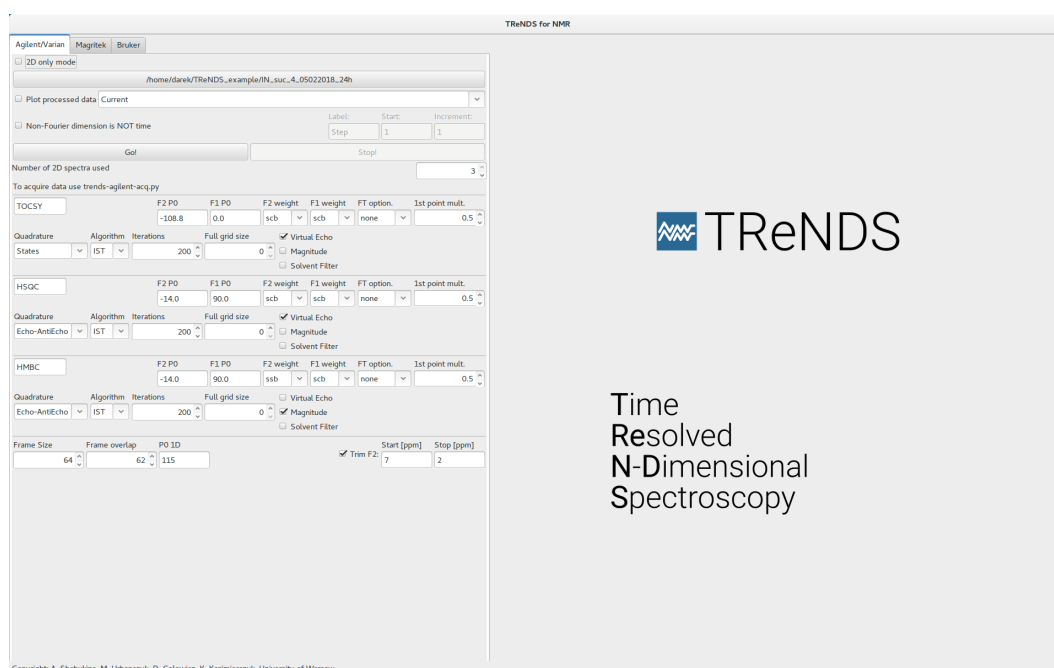 TReNDS for NMR
Agilent/Varian Magritek Bruker
2D only mode
/home/darek/TReNDS_example/IN_suc_4_05022018_24h
Plot processed data Current
Label: Start: Increment:
Non-Fourier dimension is NOT time Step 1 1
Go! Stop!
Number of 2D spectra used 3
To acquire data use trends-agilent-acq.py
TOCSY F2 P0 F1 P0 F2 weight F1 weight FT option. 1st point mult.
-108.8 0.0 scb scb none 0.5
Quadrature Algorithm Iterations Full grid size Virtual Echo
States IST 200 0 Magnitude
Solvent Filter
HSQC F2 P0 F1 P0 F2 weight F1 weight FT option. 1st point mult.
-14.0 90.0 scb scb none 0.5
Quadrature Algorithm Iterations Full grid size Virtual Echo
Echo-AntiEcho IST 200 0 Magnitude
Solvent Filter
HMBC F2 P0 F1 P0 F2 weight F1 weight FT option. 1st point mult.
-14.0 90.0 ssb scb none 0.5
Quadrature Algorithm Iterations Full grid size Virtual Echo
Echo-AntiEcho IST 200 0 Magnitude
Solvent Filter
Frame Size Frame overlap P0 1D Start [ppm] Stop [ppm]
64 62 115 Trim F2: 7 2
TReNDS
Time
Resolved
N-Dimensional
Spectroscopy